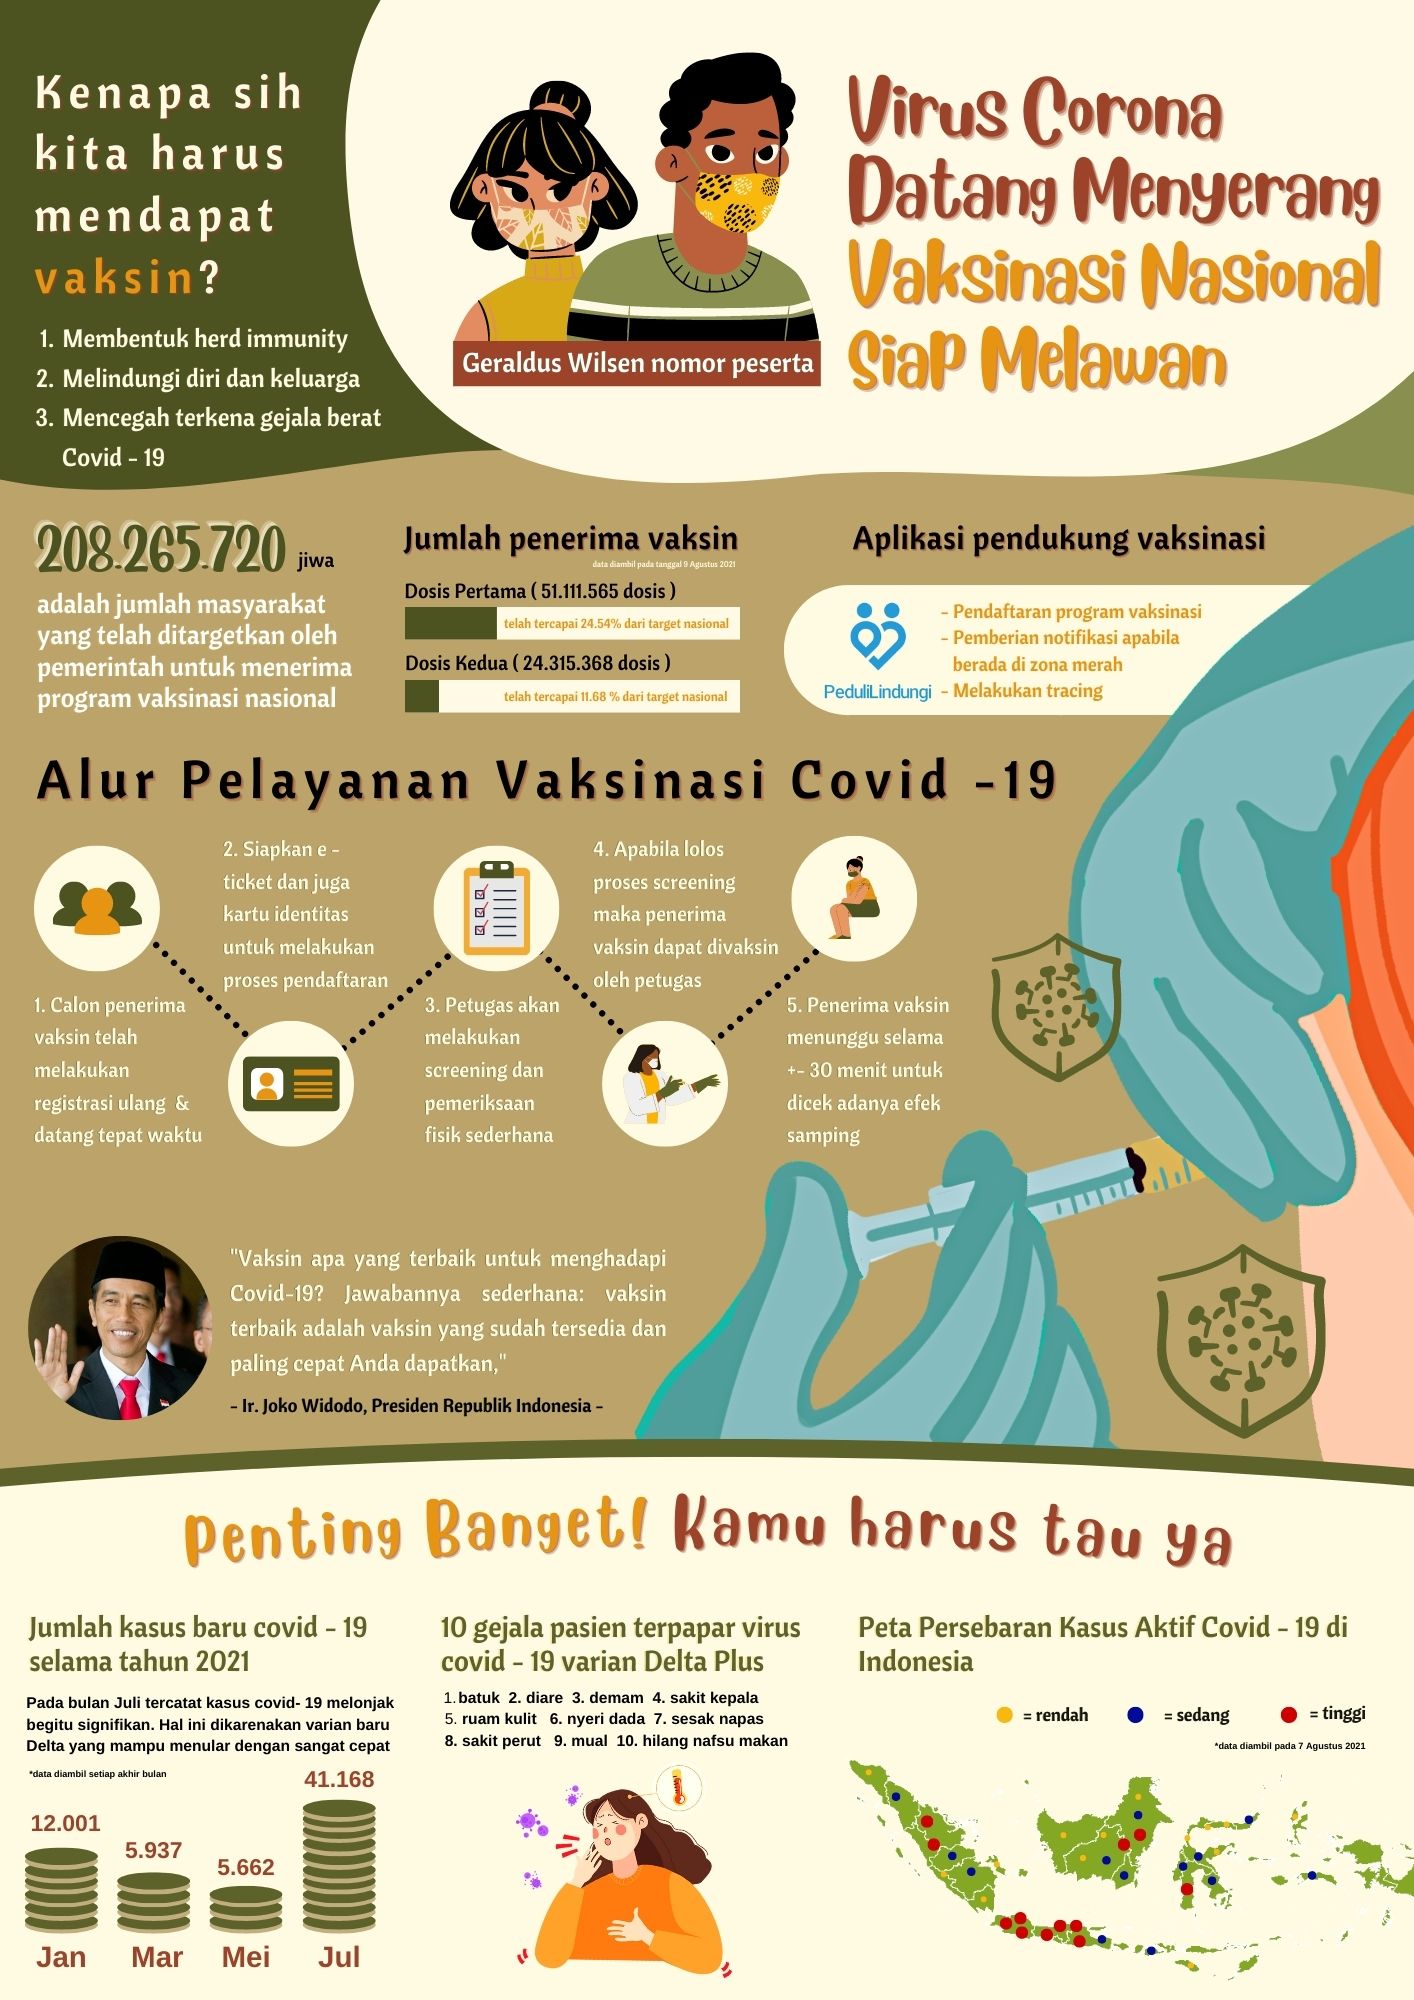 Kenapa sih
kita harus
mendapat
vaksin?
1. Membentuk herd immunity
2. Melindungi diri dan keluarga
3. Mencegah terkena gejala berat
Covid - 19
Geraldus Wilsen nomor peserta
Virus Corona
Datang Menyerang
Vaksinasi Nasional
Siap Melawan
208.265.720 jiwa
adalah jumlah masyarakat
yang telah ditargetkan oleh
pemerintah untuk menerima
program vaksinasi nasional
Jumlah penerima vaksin
data diambil pada tanggal 9 Agustus 2021
Dosis Pertama ( 51.111.565 dosis )
telah tercapai 24.54% dari target nasional
Dosis Kedua ( 24.315.368 dosis )
telah tercapai 11.68 % dari target nasional
Aplikasi pendukung vaksinasi
PeduliLindungi
- Pendaftaran program vaksinasi
- Pemberian notifikasi apabila
berada di zona merah
- Melakukan tracing
Alur Pelayanan Vaksinasi Covid -19
1. Calon penerima
vaksin telah
melakukan
registrasi ulang &
datang tepat waktu
2. Siapkan e -
ticket dan juga
kartu identitas
untuk melakukan
proses pendaftaran
3. Petugas akan
melakukan
screening dan
pemeriksaan
fisik sederhana
4. Apabila lolos
proses screening
maka penerima
vaksin dapat divaksin
oleh petugas
5. Penerima vaksin
menunggu selama
+- 30 menit untuk
dicek adanya efek
samping
"Vaksin apa yang terbaik untuk menghadapi
Covid-19? Jawabannya sederhana: vaksin
terbaik adalah vaksin yang sudah tersedia dan
paling cepat Anda dapatkan,"
- Ir. Joko Widodo, Presiden Republik Indonesia -
Penting Banget! Kamu harus tau ya
Jumlah kasus baru covid - 19
selama tahun 2021
Pada bulan Juli tercatat kasus covid- 19 melonjak
begitu signifikan. Hal ini dikarenakan varian baru
Delta yang mampu menular dengan sangat cepat
*data diambil setiap akhir bulan
12.001
5.937
5.662
41.168
Jan
Mar
Mei
Jul
10 gejala pasien terpapar virus
covid - 19 varian Delta Plus
1. batuk 2. diare 3. demam 4. sakit kepala
5. ruam kulit 6. nyeri dada 7. sesak napas
8. sakit perut 9. mual 10. hilang nafsu makan
Peta Persebaran Kasus Aktif Covid - 19 di
Indonesia
= rendah
= sedang
= tinggi
*data diambil pada 7 Agustus 2021